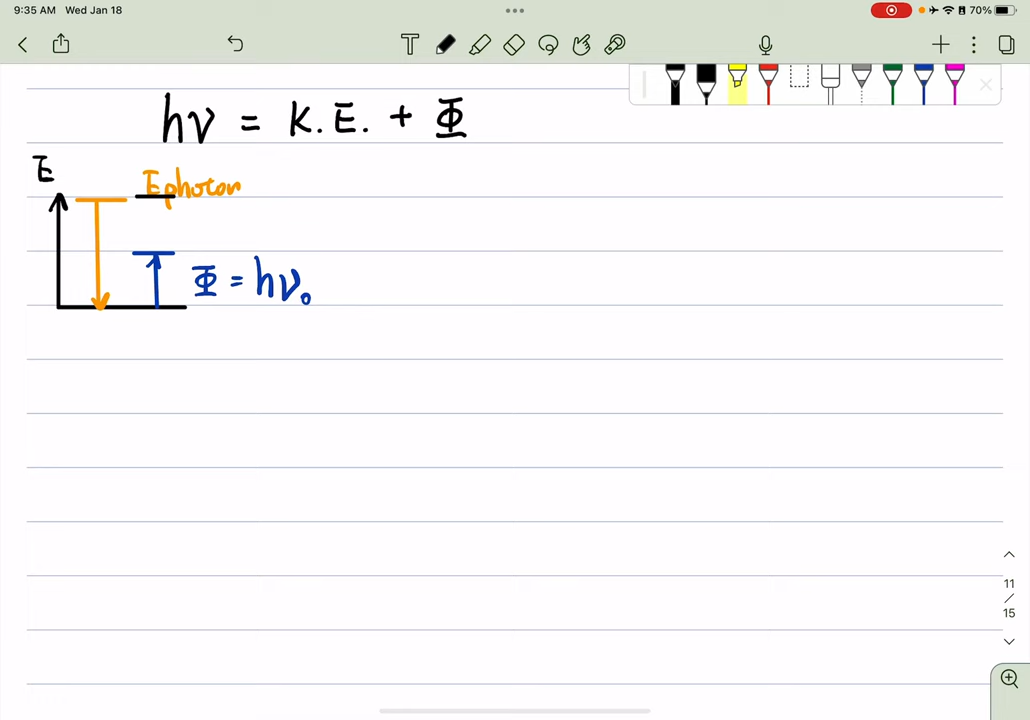 9:35 AM Wed Jan 18
70%
T
hν = K.E. + Φ
E
Ephoton
Φ = hν₀
11
/
15